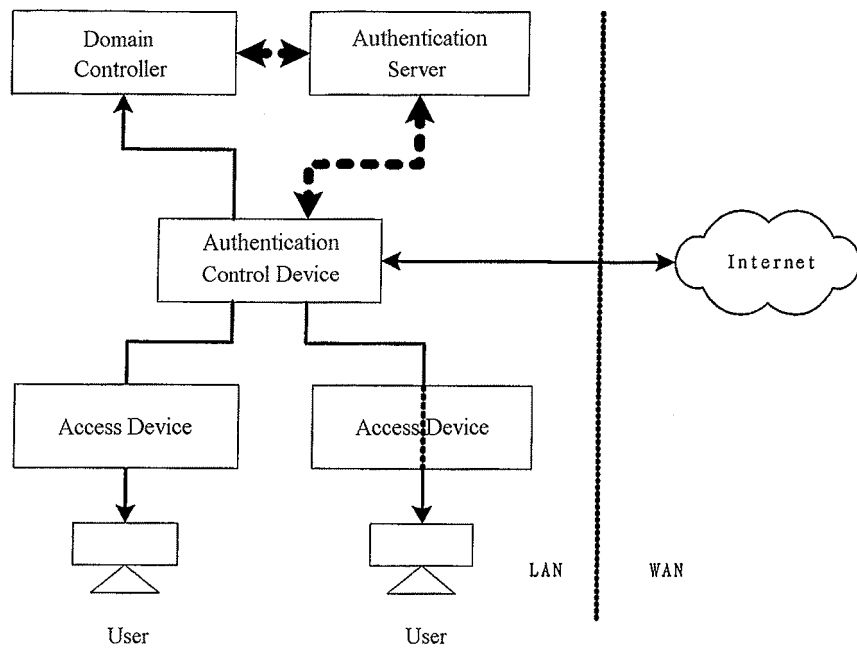 Domain
Controller
Authentication
Server
Authentication
Control Device
Internet
Access Device
Access Device
LAN
WAN
User
User